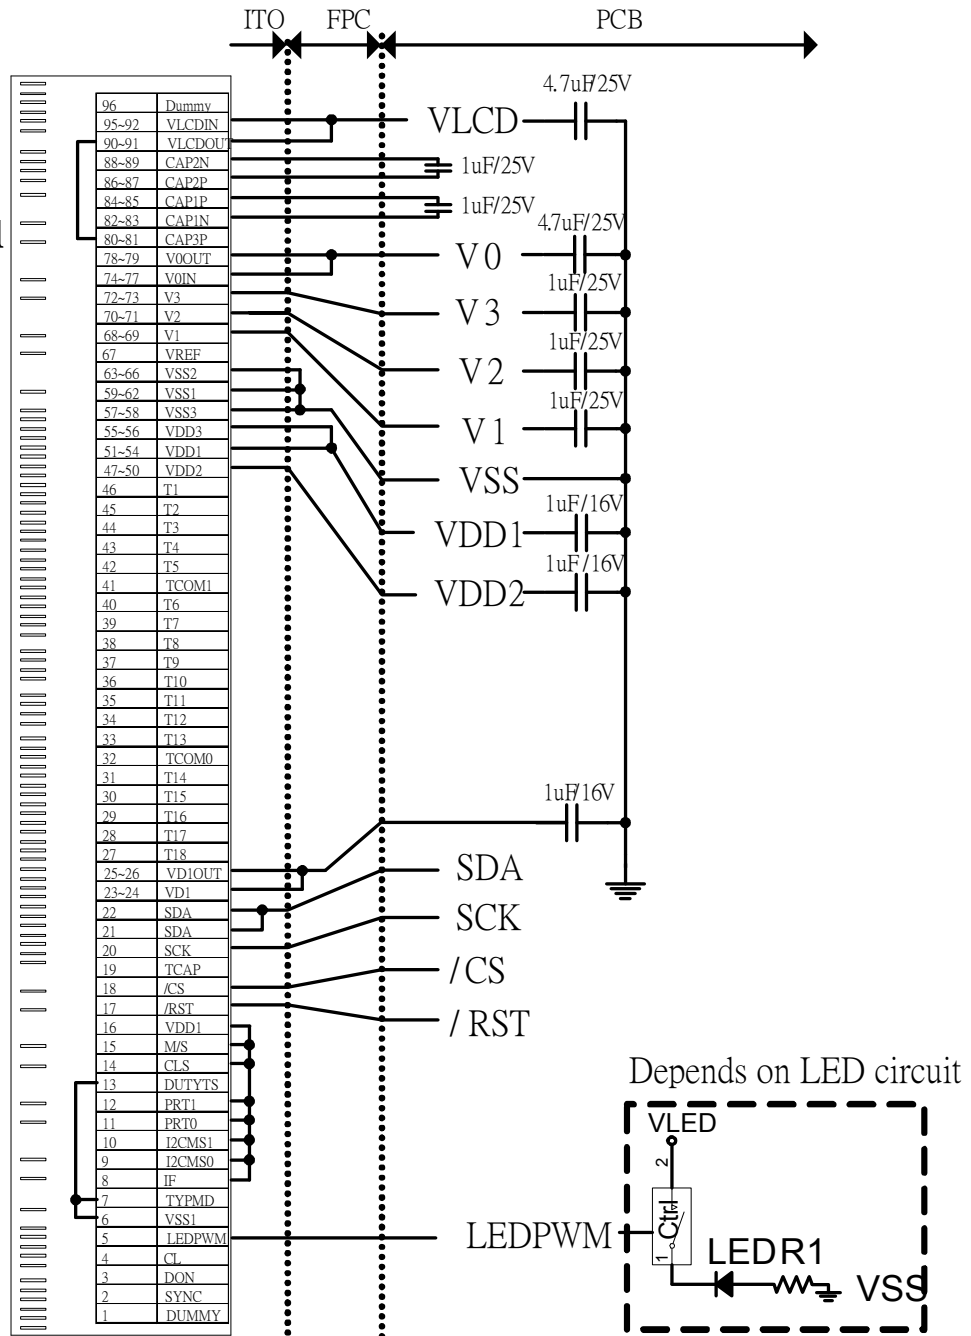 ITO FPC PCB
4.7uF/25V
96 Dummy
95~92 VLCDIN
VLCD
90~91 VLCDOUT
88~89 CAP2N
1uF/25V
86~87 CAP2P
84~85 CAP1P
1uF/25V
82~83 CAP1N
4.7uF/25V
80~81 CAP3P
78~79 V0OUT
V0
74~77 V0IN
1uF/25V
72~73 V3
V3
70~71 V2
68~69 V1
1uF/25V
67 VREF
63~66 VSS2
V2
59~62 VSS1
1uF/25V
57~58 VSS3
55~56 VDD3
V1
51~54 VDD1
47~50 VDD2
VSS
46 T1
1uF/16V
45 T2
44 T3
VDD1
43 T4
1uF/16V
42 T5
41 TCOM1
VDD2
40 T6
39 T7
38 T8
37 T9
36 T10
35 T11
34 T12
33 T13
32 TCOM0
31 T14
30 T15
1uF/16V
29 T16
28 T17
27 T18
25~26 VD1OUT
SDA
23~24 VD1
22 SDA
SCK
21 SDA
20 SCK
19 TCAP
/CS
18 /CS
17 /RST
/RST
16 VDD1
15 M/S
14 CLS
Depends on LED circuit
13 DUTYTS
12 PRT1
11 PRT0
VLED
10 I2CMS1
9 I2CMS0
2
8 IF
7 TYPMD
6 VSS1
Ctrl
5 LEDPWM
LEDPWM
4 CL
1
LED R1
3 DON
2 SYNC
VSS
1 DUMMY